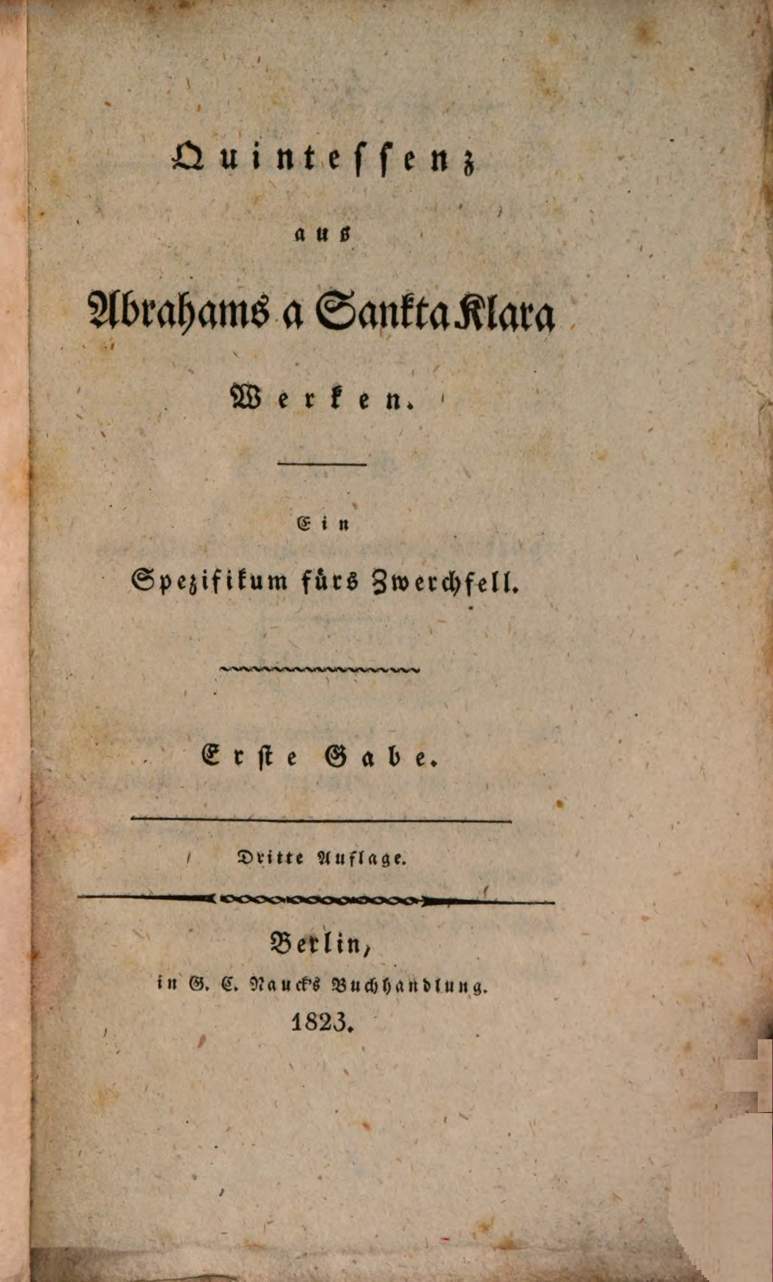 Quintessenz
aus
Abrahams a Sankta Klara
Werken.
Ein
Spezifikum fürs Zwerchfell.
Erste Gabe.
Dritte Auflage.
Berlin,
in G. C. Nauck's Buchhandlung.
1823.